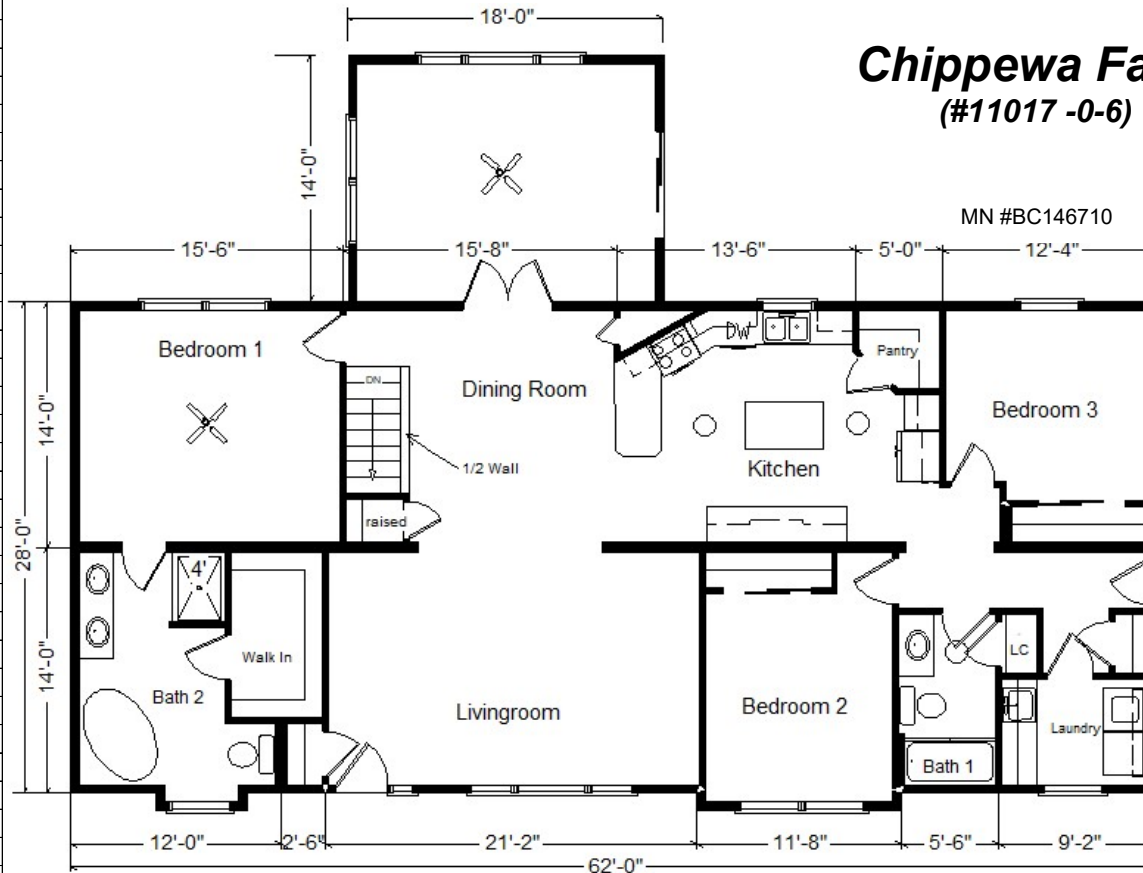 18'-0"
Chippewa Fa
(#11017 -0-6)
14'-0"
MN #BC146710
15'-6"
15'-8"
13'-6"
5'-0"
12'-4"
Bedroom 1
DN
Dining Room
DW
Pantry
Bedroom 3
14'-0"
1/2 Wall
Kitchen
raised
28'-0"
4'
14'-0"
Walk In
Bath 2
Livingroom
Bedroom 2
LC
Laundry
Bath 1
12'-0"
2'-6"
21'-2"
11'-8"
5'-6"
9'-2"
62'-0"